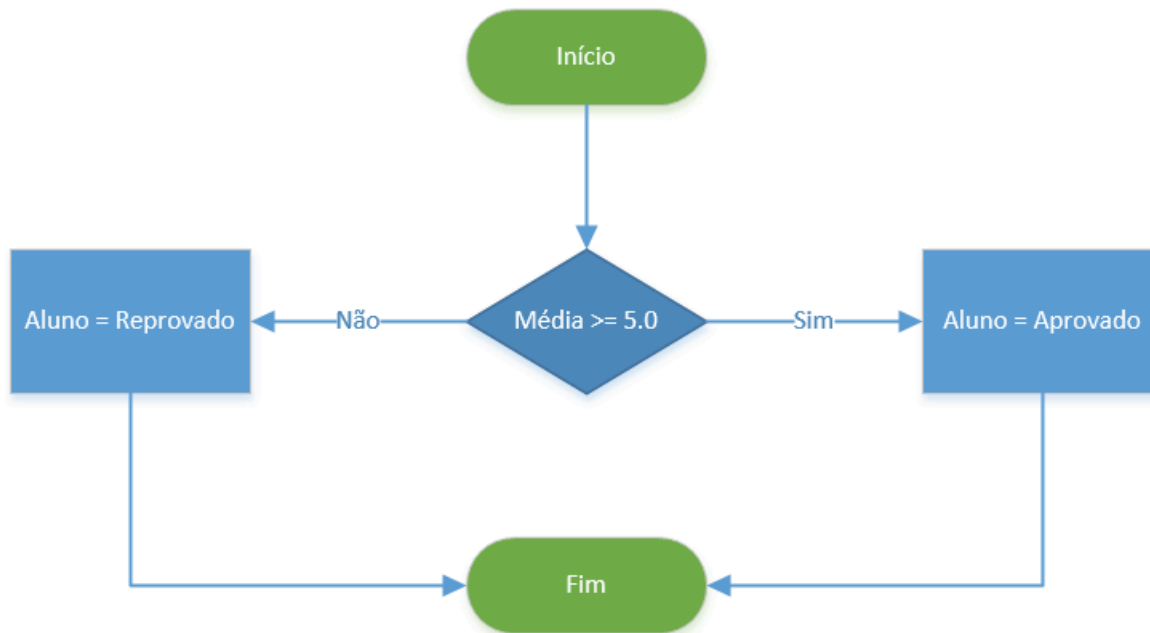 Início
Aluno = Reprovado
Não
Média >= 5.0
Sim
Aluno = Aprovado
Fim